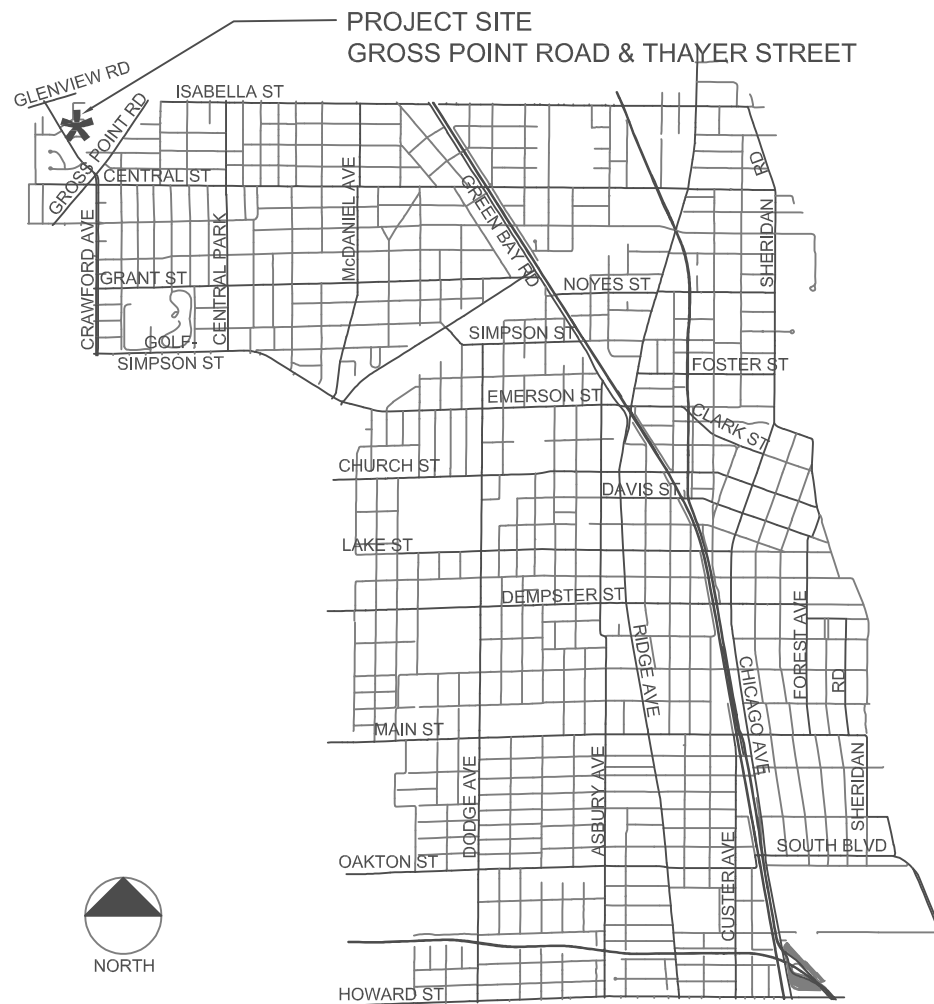 PROJECT SITE
GROSS POINT ROAD & THAYER STREET
GLENVIEW RD
ISABELLA ST
GROSS POINT RD
CENTRAL ST
McDANIEL AVE
GREEN BAY RD
SHERIDAN RD
CRAWFORD AVE
CENTRAL PARK
GRANT ST
NOYES ST
SIMPSON ST
GOLF-
SIMPSON ST
FOSTER ST
EMERSON ST
CLARK ST
CHURCH ST
DAVIS ST
LAKE ST
DEMPSTER ST
RIDGE AVE
CHICAGO AVE
FOREST AVE
SHERIDAN RD
MAIN ST
DODGE AVE
ASBURY AVE
CUSTER AVE
SOUTH BLVD
OAKTON ST
NORTH
HOWARD ST